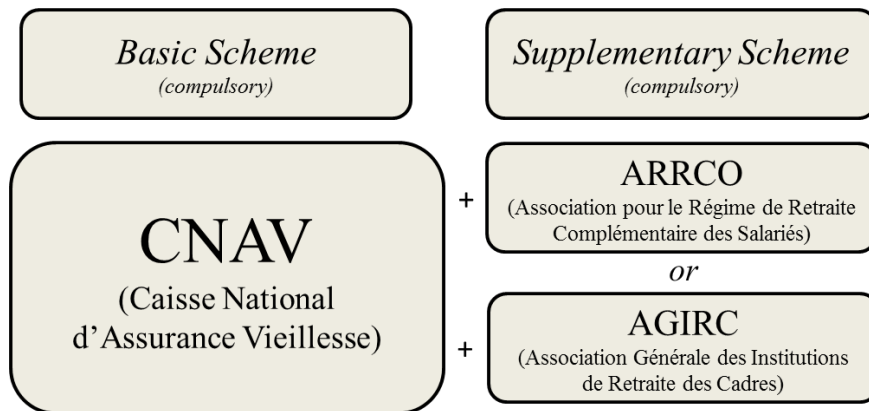 Basic Scheme
(compulsory)
Supplementary Scheme
(compulsory)
CNAV
(Caisse National
d’Assurance Vieillesse)
+
ARRCO
(Association pour le Régime de Retraite
Complémentaire des Salariés)
or
+
AGIRC
(Association Générale des Institutions
de Retraite des Cadres)